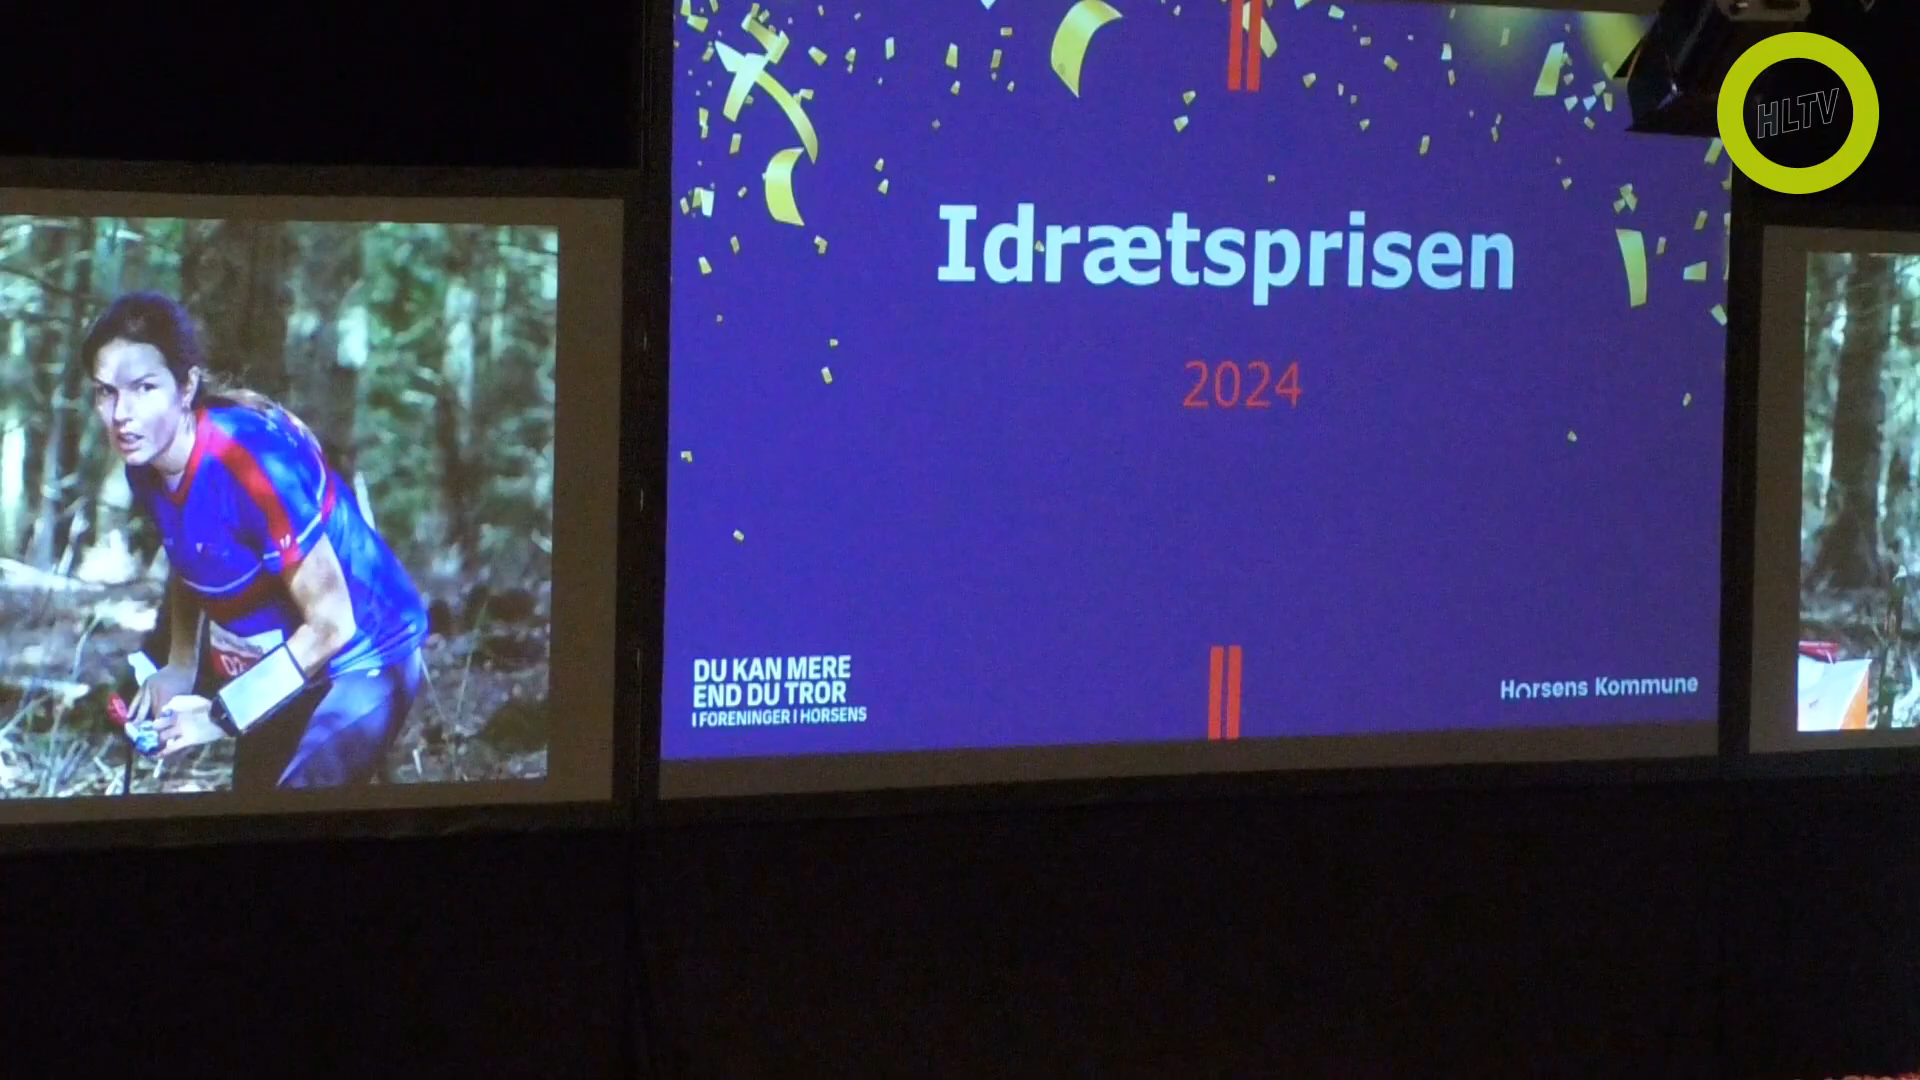 HLTV
Idrætsprisen
2024
DU KAN MERE
END DU TROR
I FORENINGER I HORSENS
Horsens Kommune